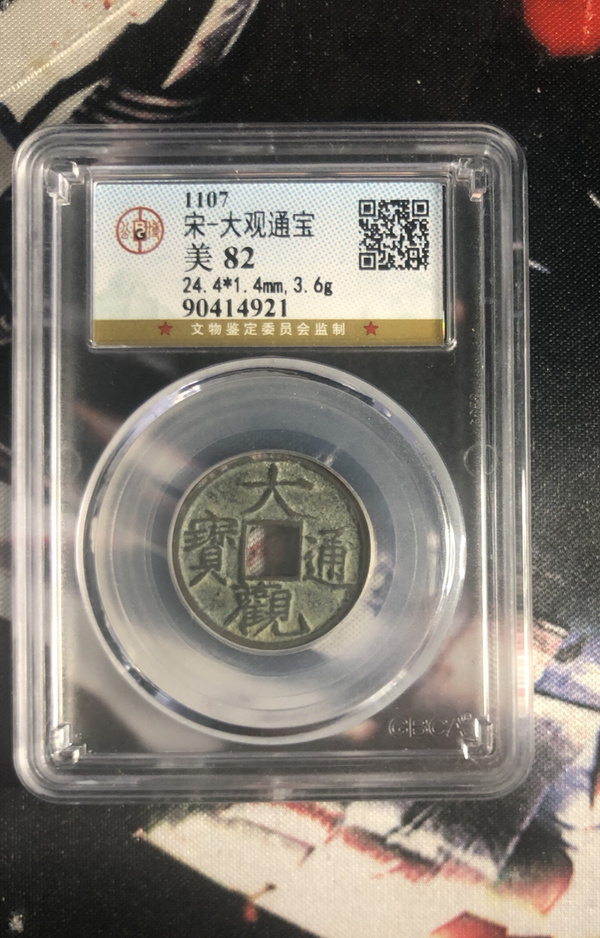 1107
宋-大观通宝
美 82
24.4*1.4mm,3.6g
90414921
★ 文物鉴定委员会监制 ★
大
寶 通
觀
GBCA